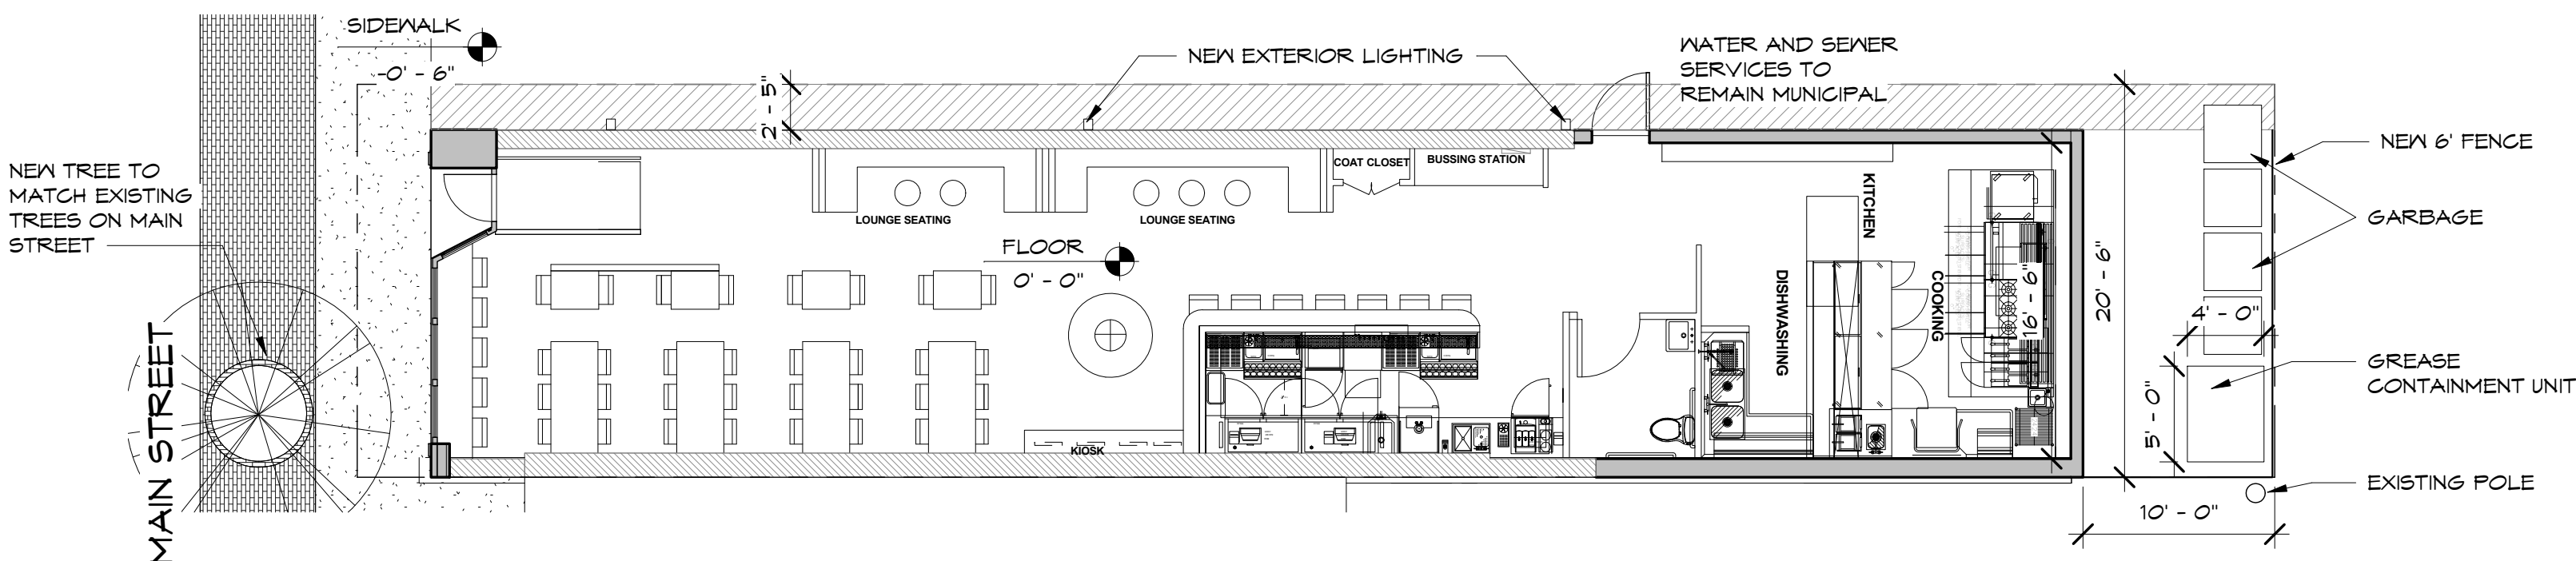 SIDEWALK
-0' - 6"
NEW EXTERIOR LIGHTING
WATER AND SEWER
SERVICES TO
REMAIN MUNICIPAL
2' - 5"
NEW TREE TO
MATCH EXISTING
TREES ON MAIN
STREET
MAIN STREET
LOUNGE SEATING
LOUNGE SEATING
COAT CLOSET
BUSSING STATION
FLOOR
0' - 0"
KIOSK
KITCHEN
DISHWASHING
COOKING
16' - 6"
20' - 6"
NEW 6' FENCE
GARBAGE
4' - 0"
GREASE
CONTAINMENT UNIT
5' - 0"
EXISTING POLE
10' - 0"